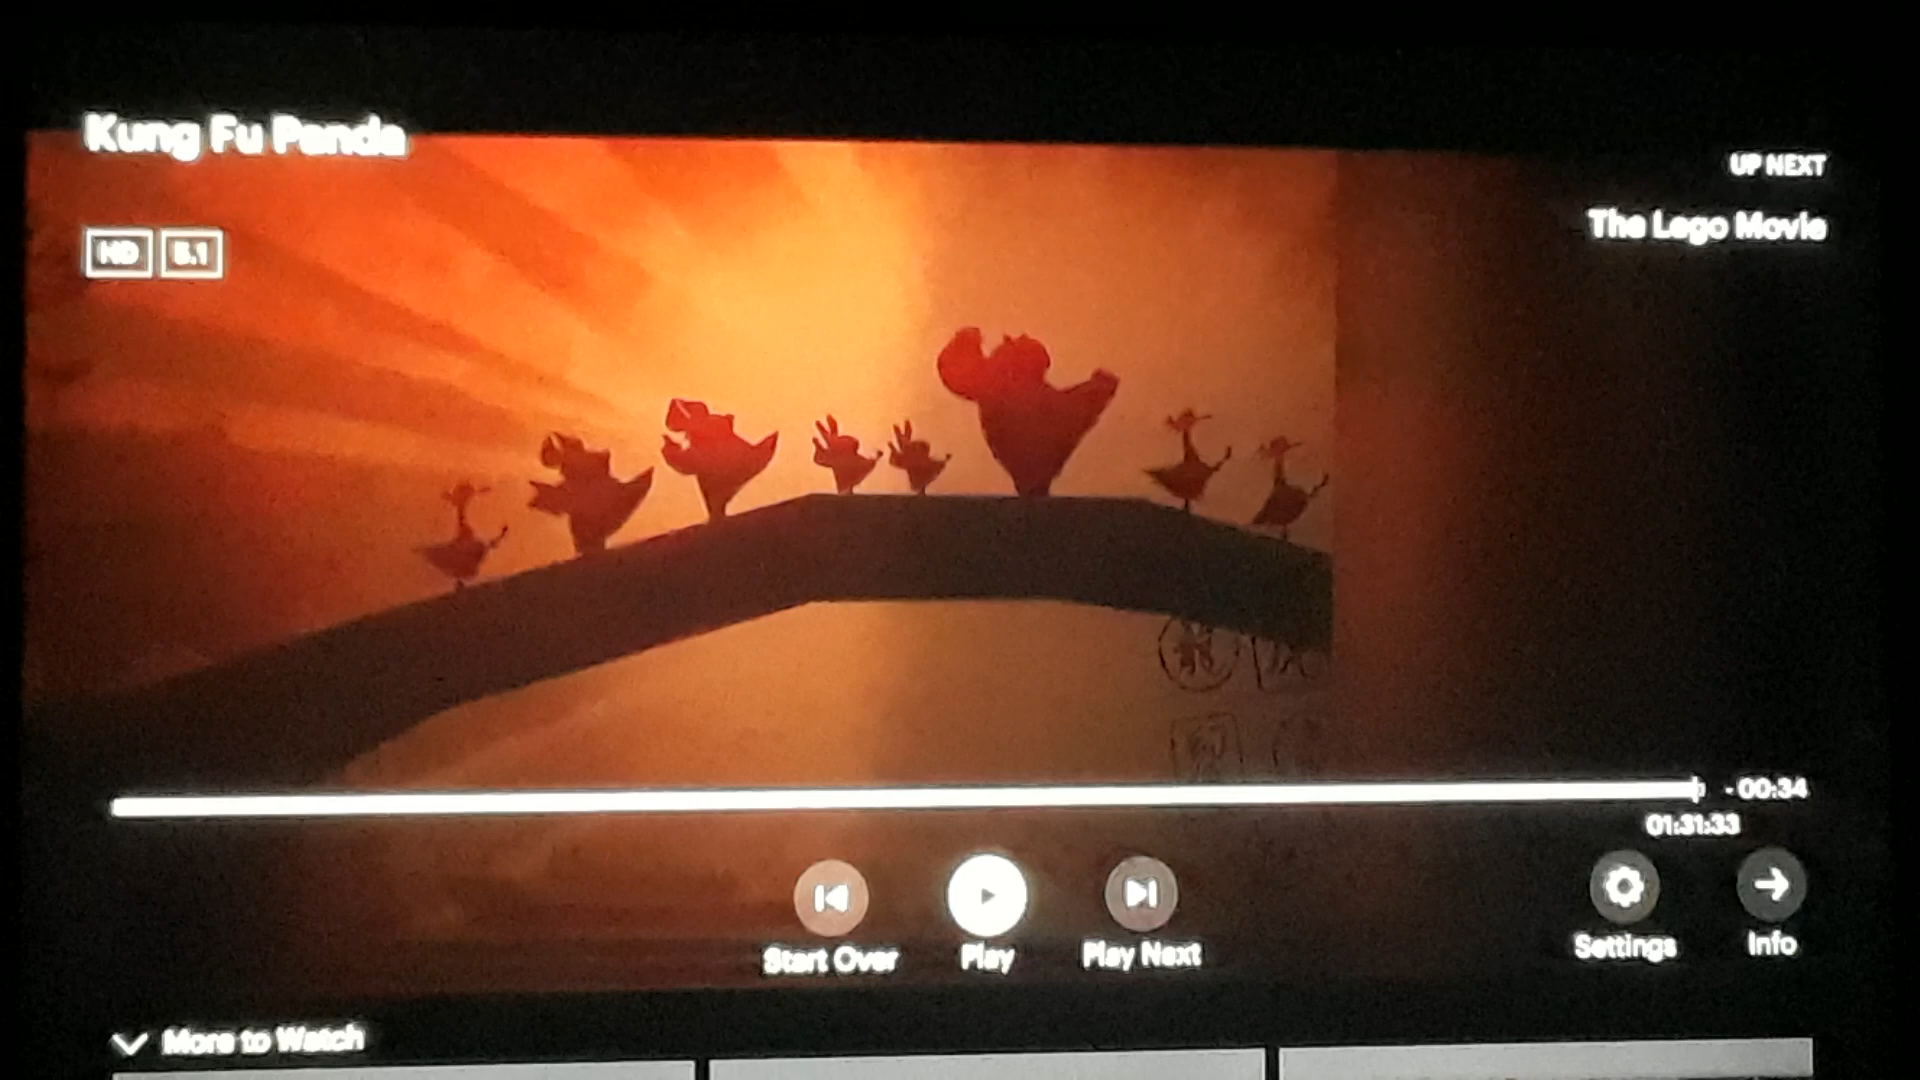 Kung Fu Panda
UP NEXT
The Lego Movie
HD 5.1
- 00:34
01:31:33
Start Over
Play
Play Next
Settings
Info
More to Watch